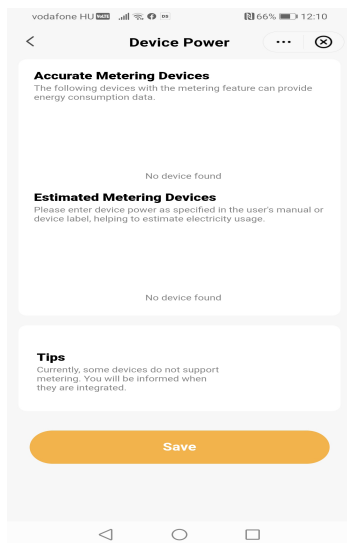 vodafone HU VoLTE 66% 12:10
Device Power
Accurate Metering Devices
The following devices with the metering feature can provide
energy consumption data.
No device found
Estimated Metering Devices
Please enter device power as specified in the user's manual or
device label, helping to estimate electricity usage.
No device found
Tips
Currently, some devices do not support
metering. You will be informed when
they are integrated.
Save